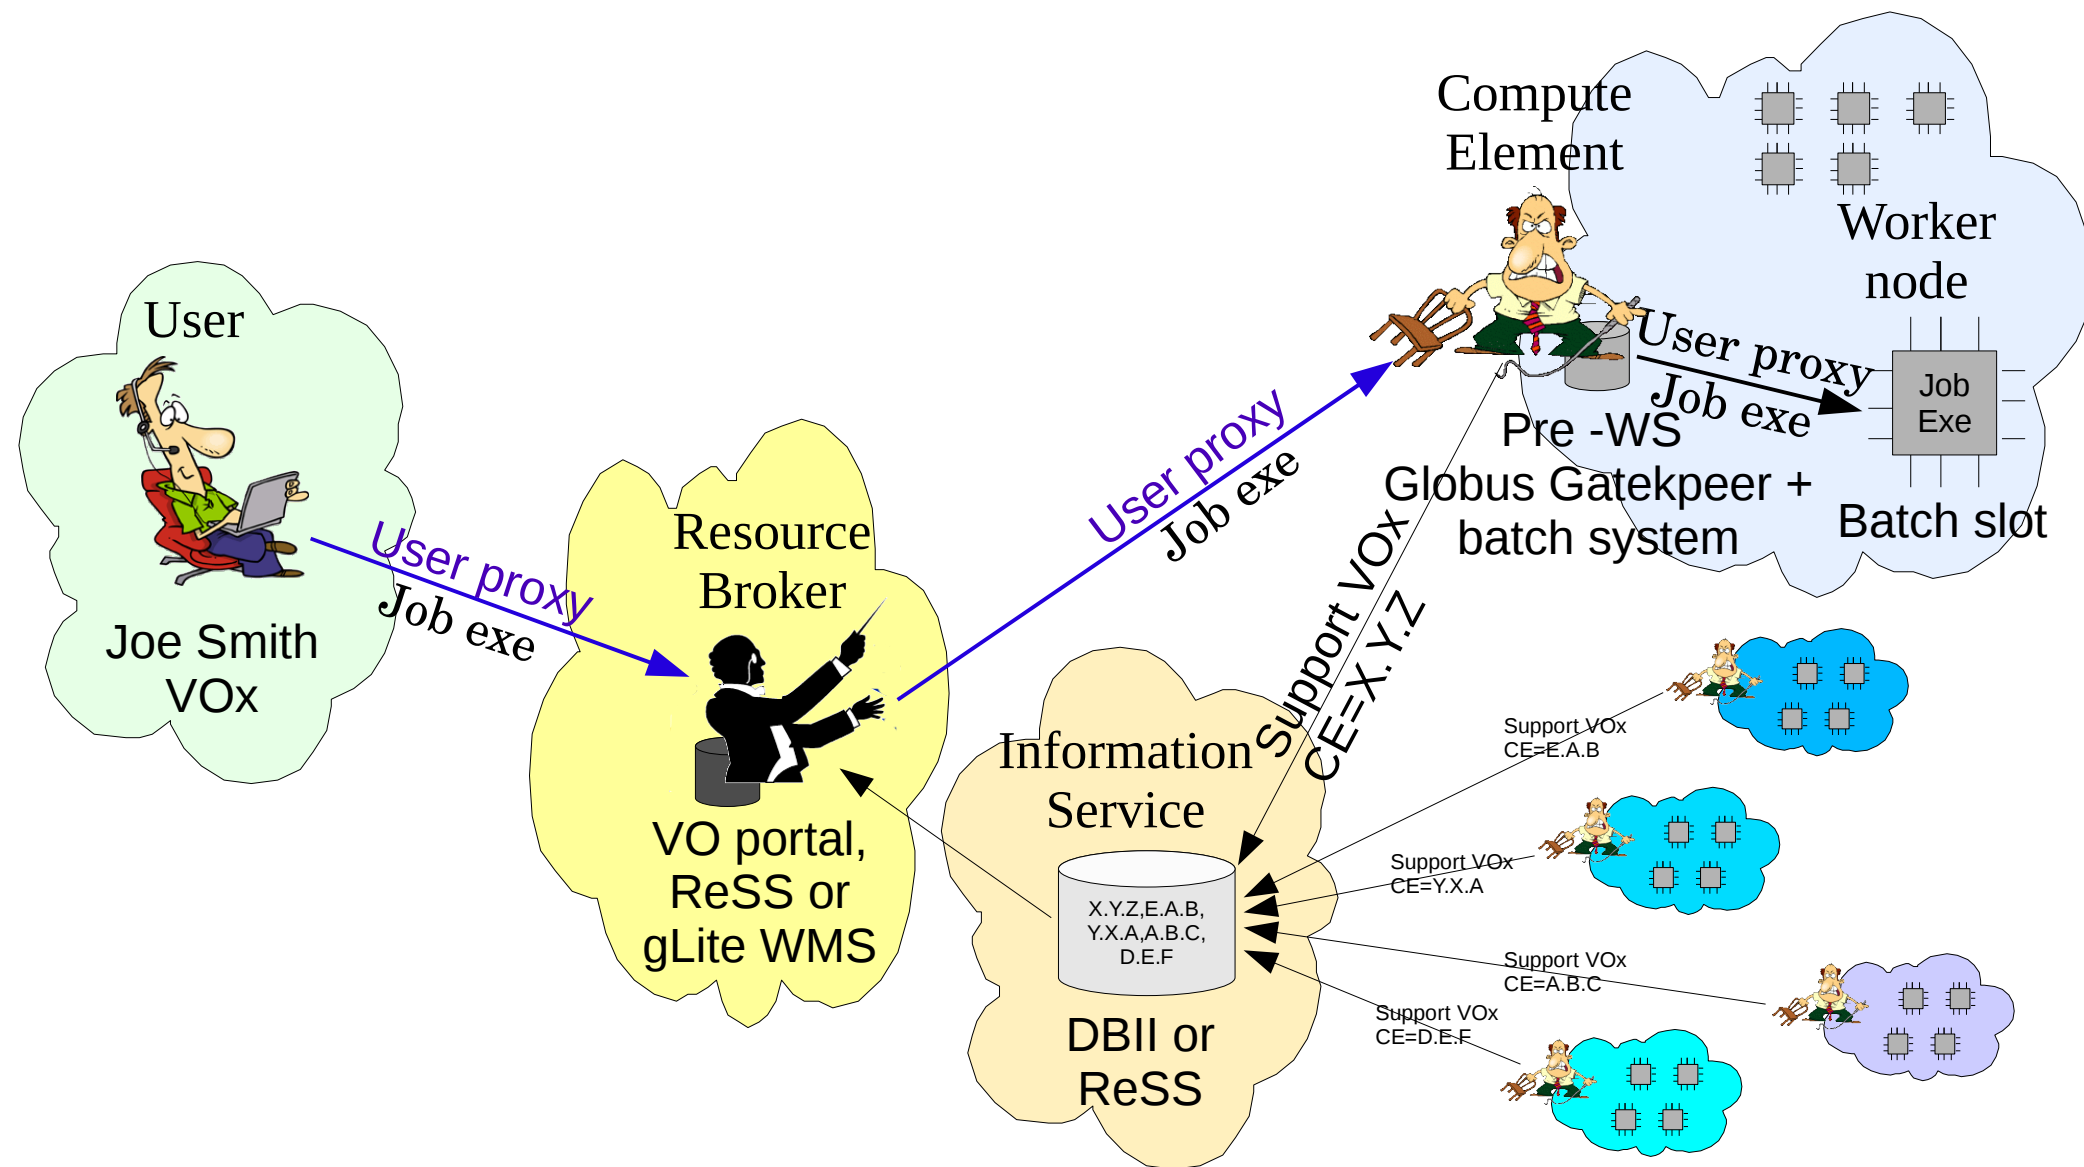 User
Joe Smith
VOx
User proxy
Job exe
Resource
Broker
VO portal,
ReSS or
gLite WMS
User proxy
Job exe
Compute
Element
Pre -WS
Globus Gatekpeer +
batch system
User proxy
Job exe
Worker
node
Job
Exe
Batch slot
Support VOx
CE=X.Y.Z
Information
Service
X.Y.Z,E.A.B,
Y.X.A,A.B.C,
D.E.F
DBII or
ReSS
Support VOx
CE=E.A.B
Support VOx
CE=Y.X.A
Support VOx
CE=A.B.C
Support VOx
CE=D.E.F